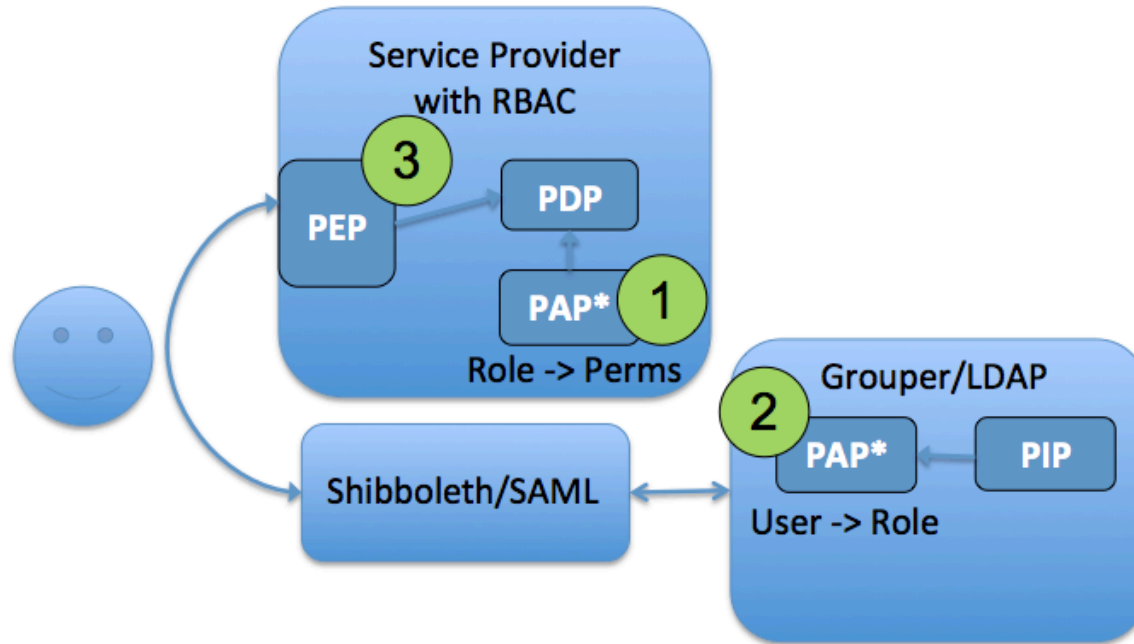 Service Provider
with RBAC
3
PEP
PDP
PAP*
1
Role -> Perms
Shibboleth/SAML
Grouper/LDAP
2
PAP*
PIP
User -> Role